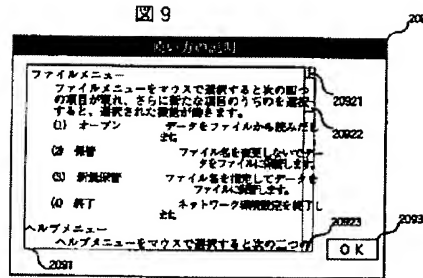 図 9
209
使い方の説明
ファイルメニュー
ファイルメニューをマウスで選択すると次の四つ
の項目が現れ、さらに新たな項目のうちのを選択
すると、選択された機能が働きます。
(1) オープン データをファイルから読みだし
ます。
(2) 保管 ファイル名を変更しないでデー
タをファイルに保管します。
(3) 新規保管 ファイル名を指定してデータを
ファイルに保管します。
(4) 終了 ネットワーク環境設定を終了し
ます。
ヘルプメニュー
ヘルプメニューをマウスで選択すると次の二つの
20921
20922
20923
2093
OK
2091